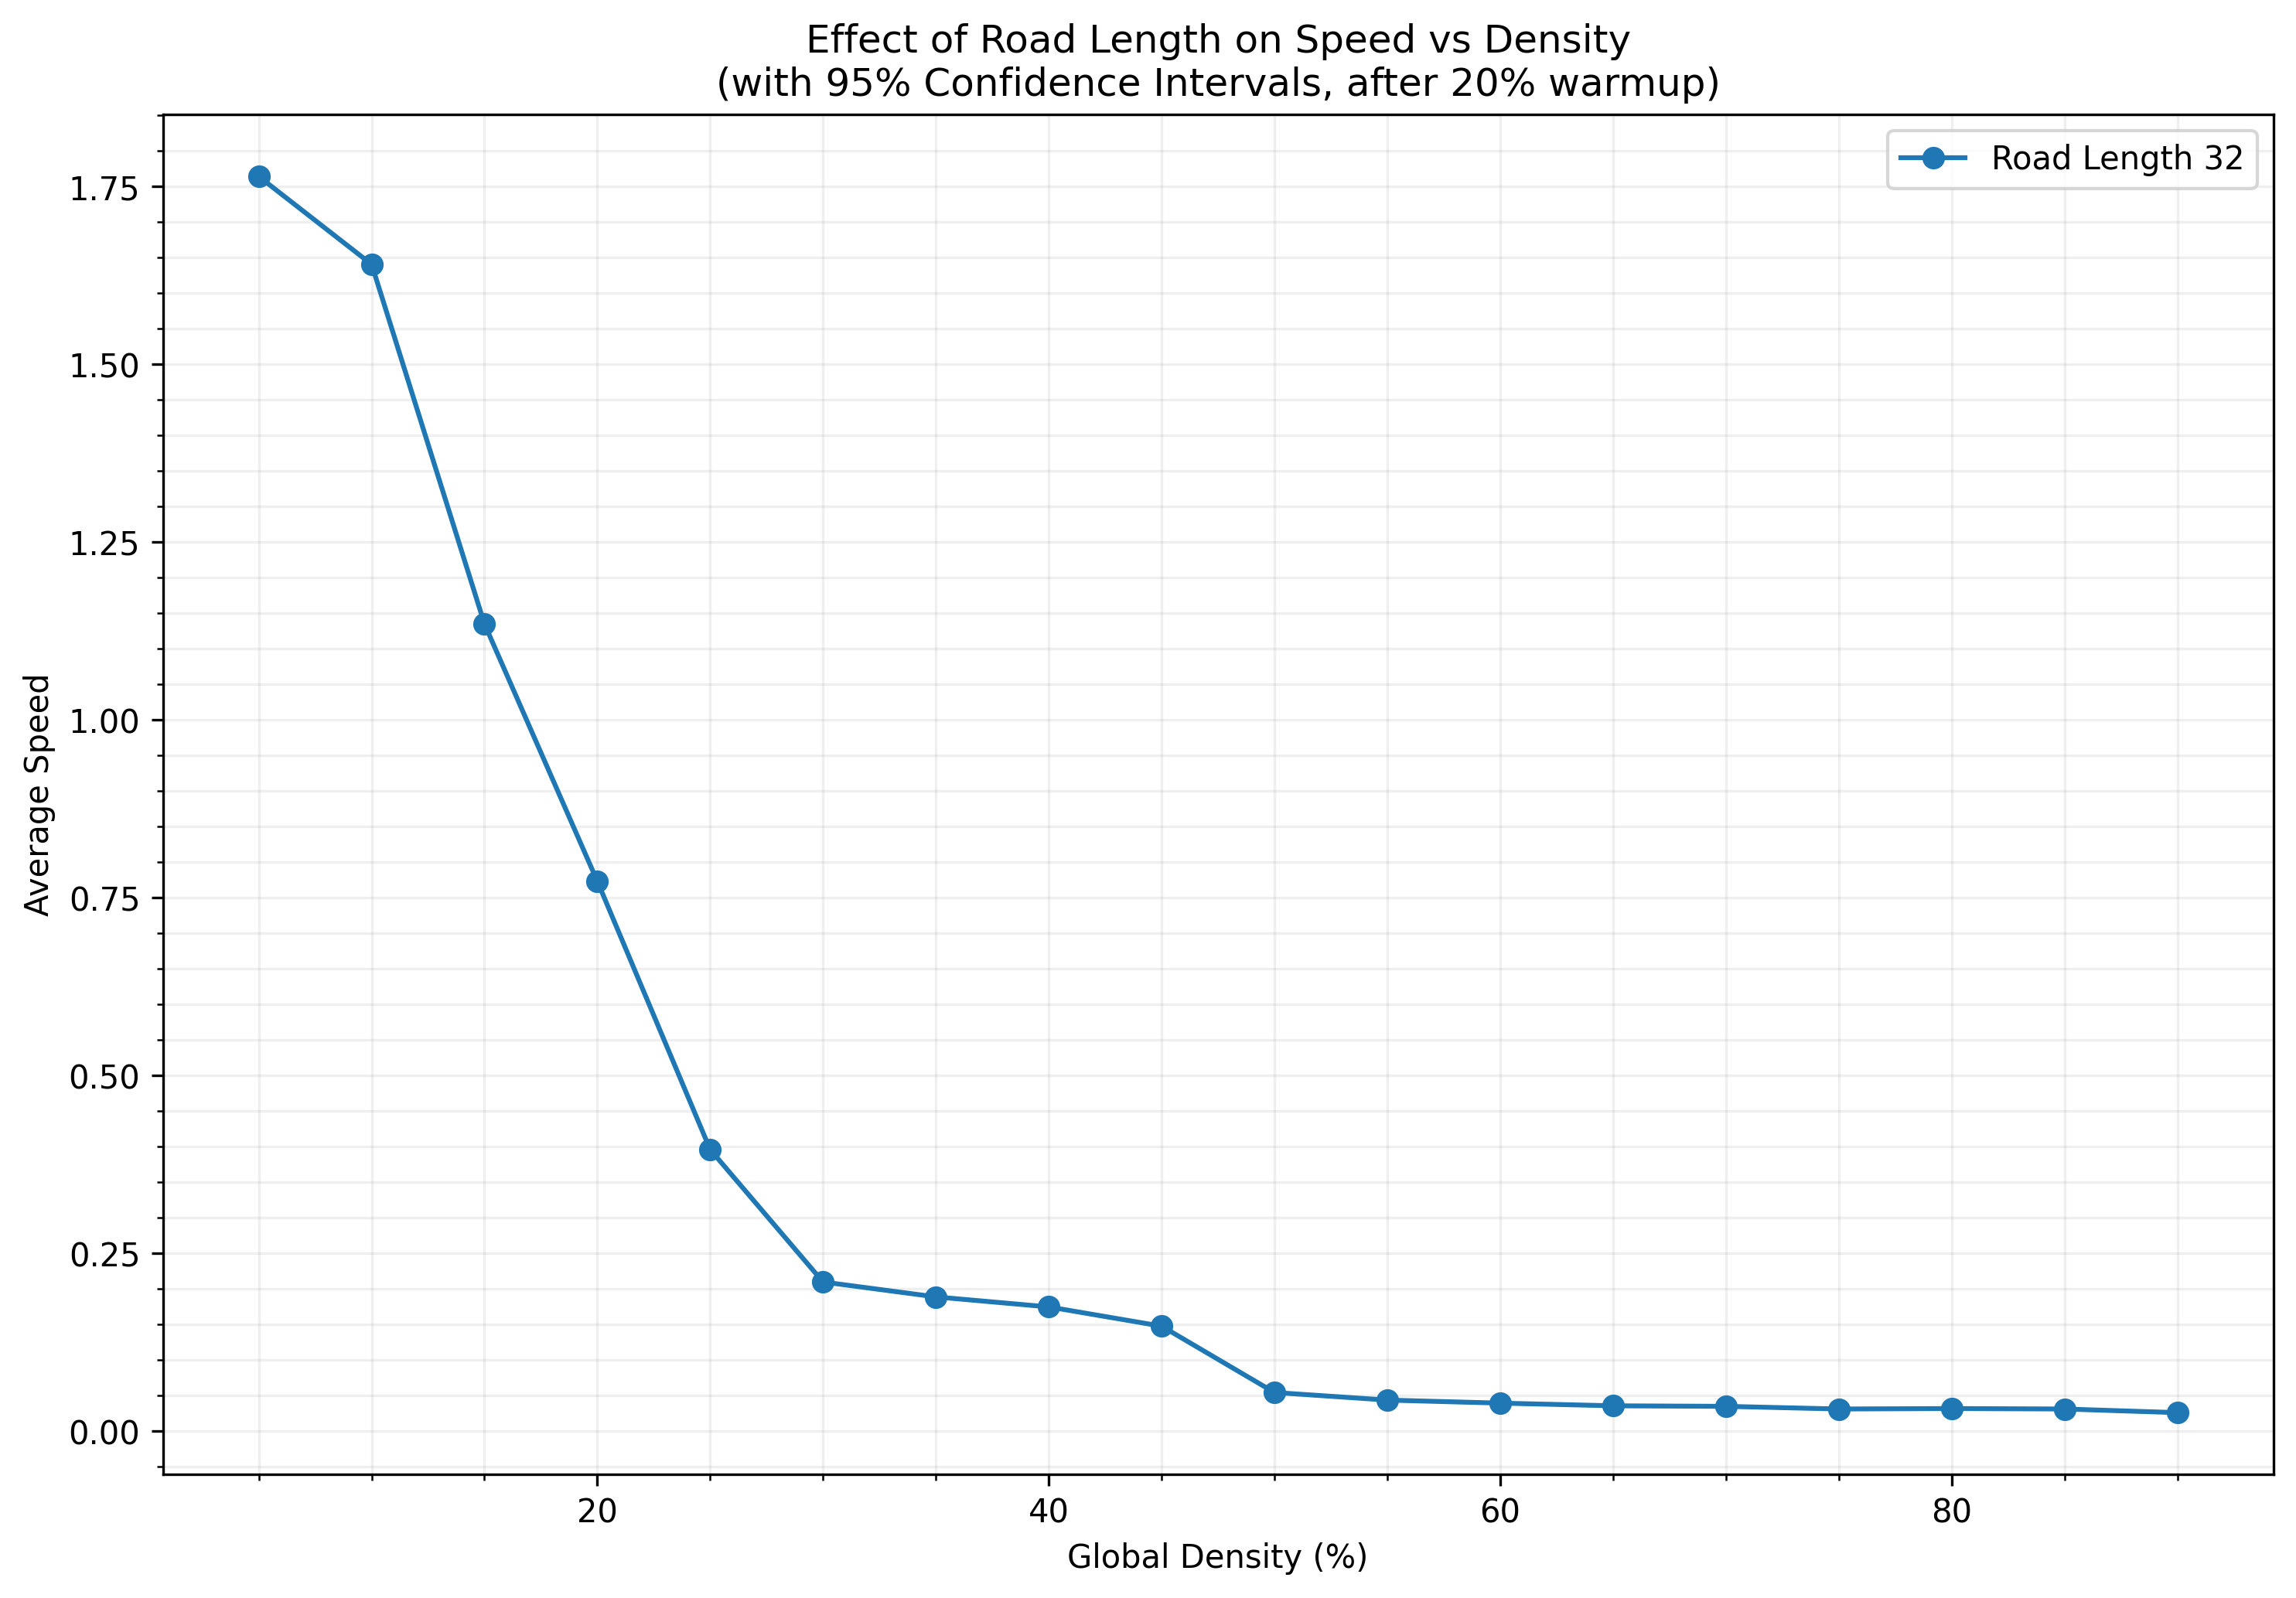 Effect of Road Length on Speed vs Density
(with 95% Confidence Intervals, after 20% warmup)
Road Length 32
Average Speed
1.75
1.50
1.25
1.00
0.75
0.50
0.25
0.00
20 40 60 80
Global Density (%)